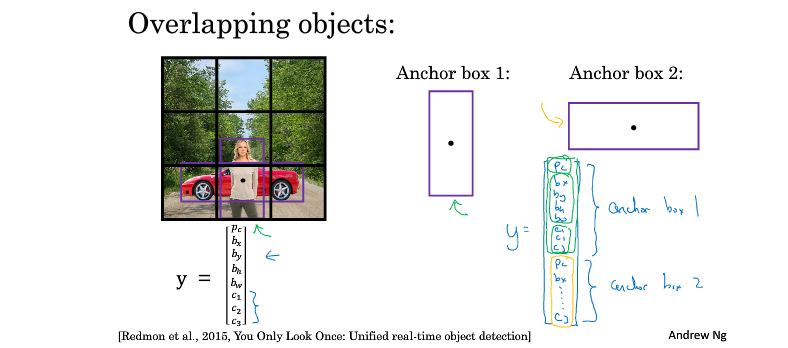 Overlapping objects:
Anchor box 1:
Anchor box 2:
y =
pc
bx
by
bh
bw
c1
c2
c3
y=
pc
bx
by
bh
bw
c1
c1
c3
anchor box 1
pc
bx
⋮
c3
anchor box 2
[Redmon et al., 2015, You Only Look Once: Unified real-time object detection]
Andrew Ng